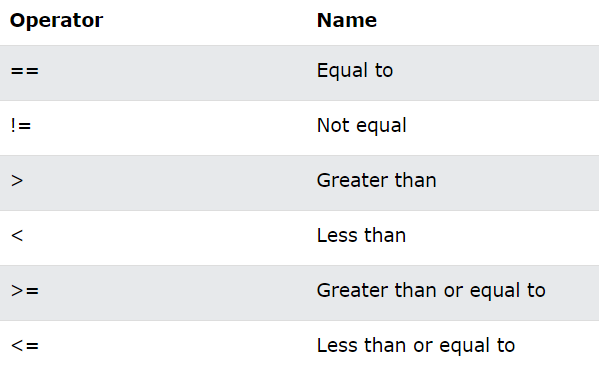 Operator Name
== Equal to
!= Not equal
> Greater than
< Less than
>= Greater than or equal to
<= Less than or equal to